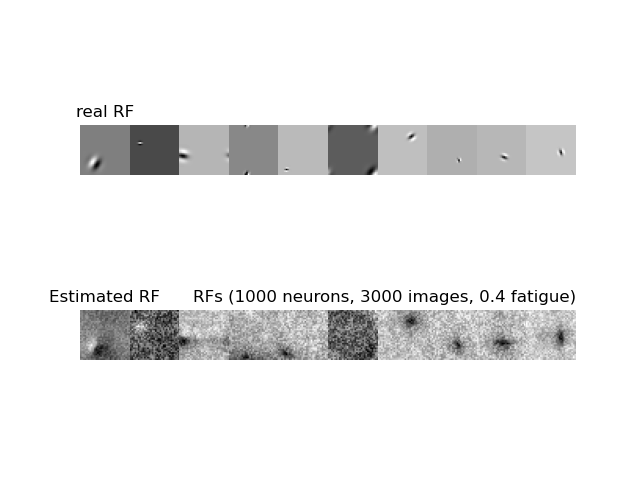 real RF
Estimated RF
RFs (1000 neurons, 3000 images, 0.4 fatigue)